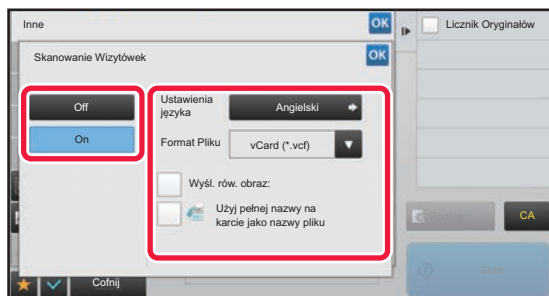 Inne
OK
Licznik Oryginałów
Skanowanie Wizytówek
OK
Off
On
Ustawienia
języka
Angielski
Format Pliku
vCard (*.vcf)
Wyśl. rów. obraz:
Użyj pełnej nazwy na
karcie jako nazwy pliku
CA
Start
Cofnij